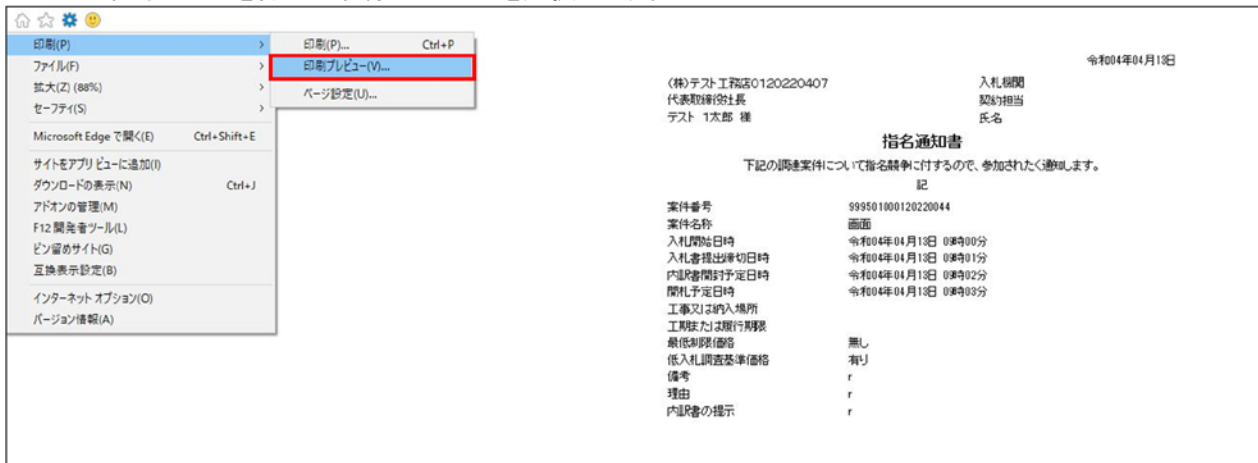 印刷(P) >
ファイル(F) >
拡大(Z) (88%) >
セーフティ(S) >
Microsoft Edge で開く(E) Ctrl+Shift+E
サイトをアプリ ビューに追加(I)
ダウンロードの表示(N) Ctrl+J
アドオンの管理(M)
F12 開発者ツール(L)
ピン留めサイト(G)
互換表示設定(B)
インターネット オプション(O)
バージョン情報(A)
印刷(P)... Ctrl+P
印刷プレビュー(V)...
ページ設定(U)...
令和04年04月13日
(株)テスト工務店0120220407 入札機関
代表取締役社長 契約担当
テスト 1太郎 様 氏名
指名通知書
下記の調達案件について指名競争に付するので、参加されたく通知します。
記
案件番号 999501000120220044
案件名称 画面
入札開始日時 令和04年04月13日 09時00分
入札書提出締切日時 令和04年04月13日 09時01分
内訳書開封予定日時 令和04年04月13日 09時02分
開札予定日時 令和04年04月13日 09時03分
工事又は納入場所
工期または履行期限
最低制限価格 無し
低入札調査基準価格 有り
備考 r
理由 r
内訳書の提示 r